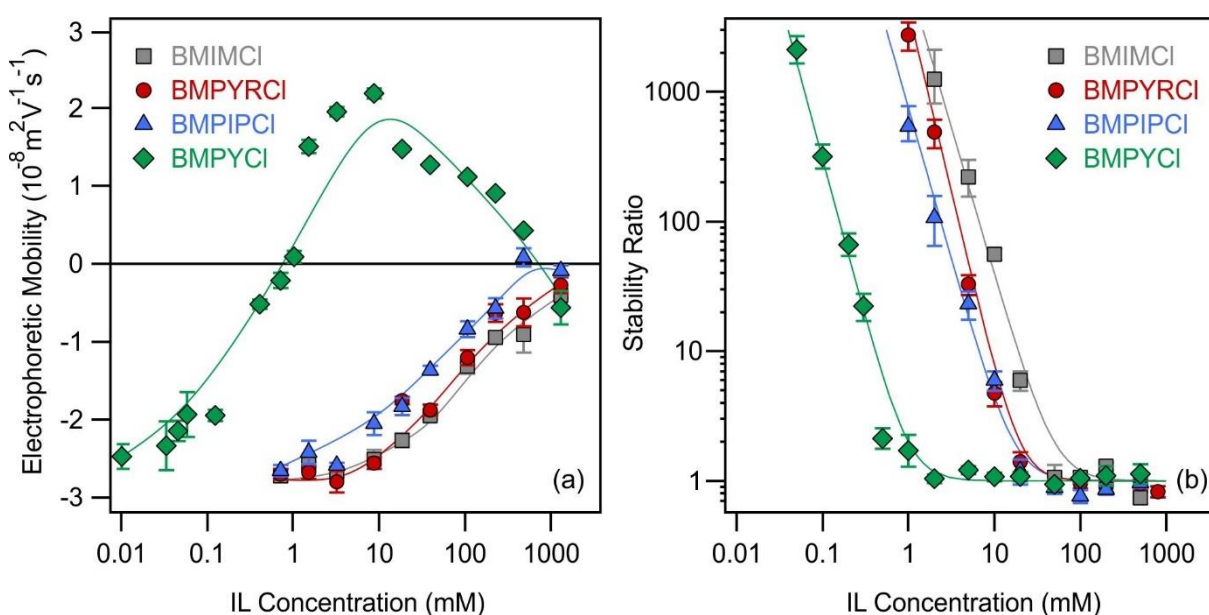 Electrophoretic Mobility (10⁻⁸m²V⁻¹s⁻¹)
3
2
1
0
-1
-2
-3
BMIMCl
BMPYRCl
BMPIPCl
BMPYCl
(a)
0.01 0.1 1 10 100 1000
IL Concentration (mM)
Stability Ratio
1000
100
10
1
BMIMCl
BMPYRCl
BMPIPCl
BMPYCl
(b)
0.01 0.1 1 10 100 1000
IL Concentration (mM)